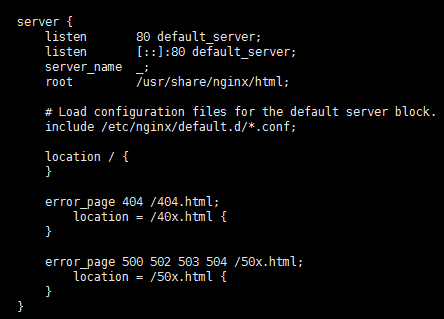 server {
    listen       80 default_server;
    listen       [::]:80 default_server;
    server_name  _;
    root         /usr/share/nginx/html;

    # Load configuration files for the default server block.
    include /etc/nginx/default.d/*.conf;

    location / {
    }

    error_page 404 /404.html;
        location = /40x.html {
    }

    error_page 500 502 503 504 /50x.html;
        location = /50x.html {
    }
}